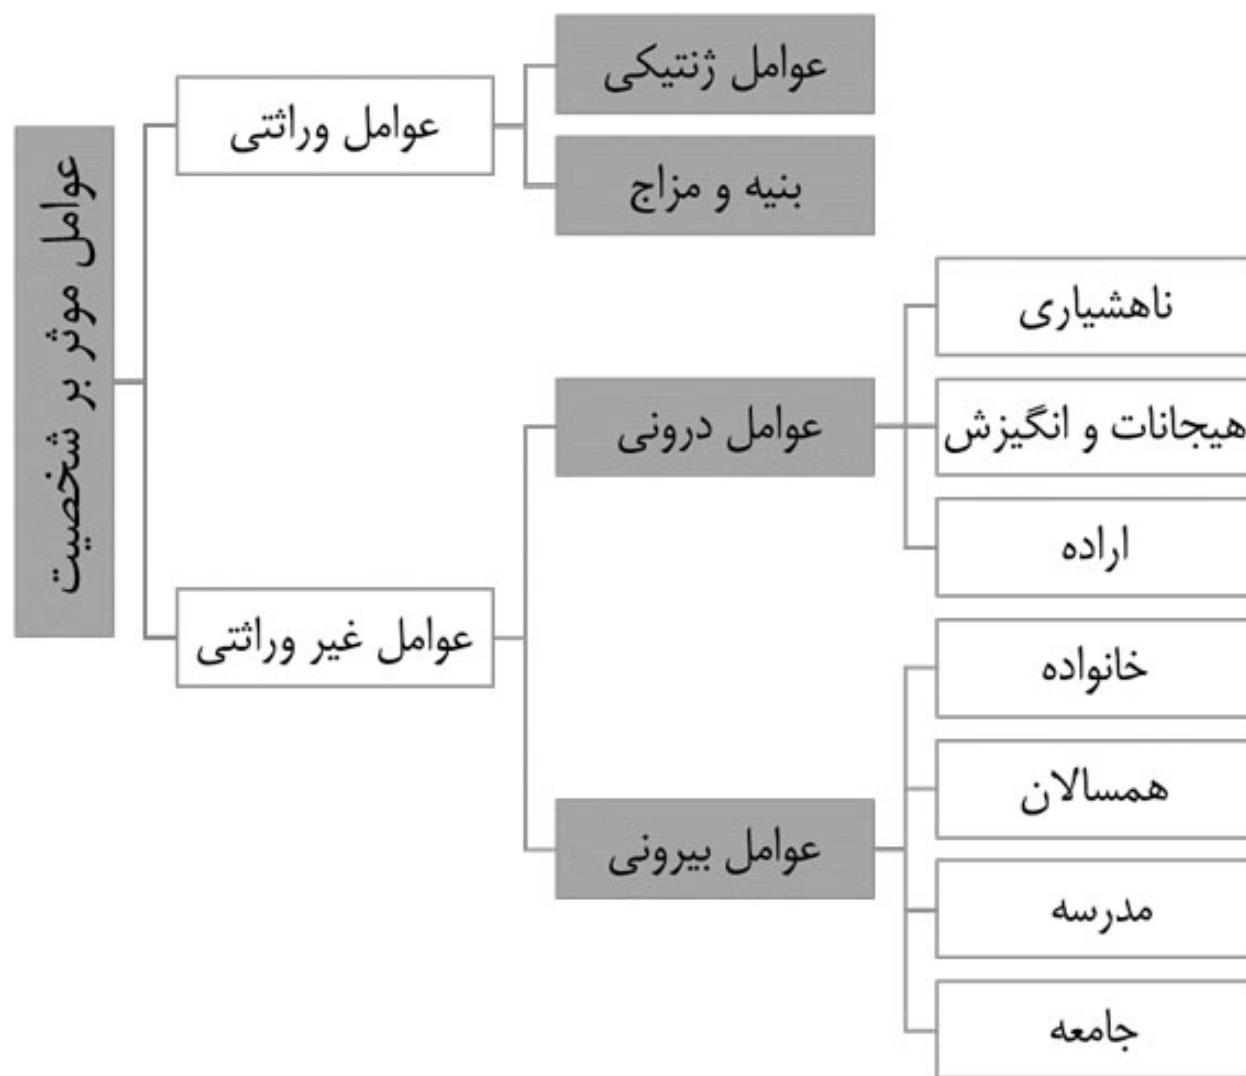 عوامل موثر بر شخصیت
عوامل وراثتی
عوامل ژنتیکی
بنیه و مزاج
عوامل غیر وراثتی
عوامل درونی
ناهشیاری
هیجانات و انگیزش
اراده
عوامل بیرونی
خانواده
همسالان
مدرسه
جامعه